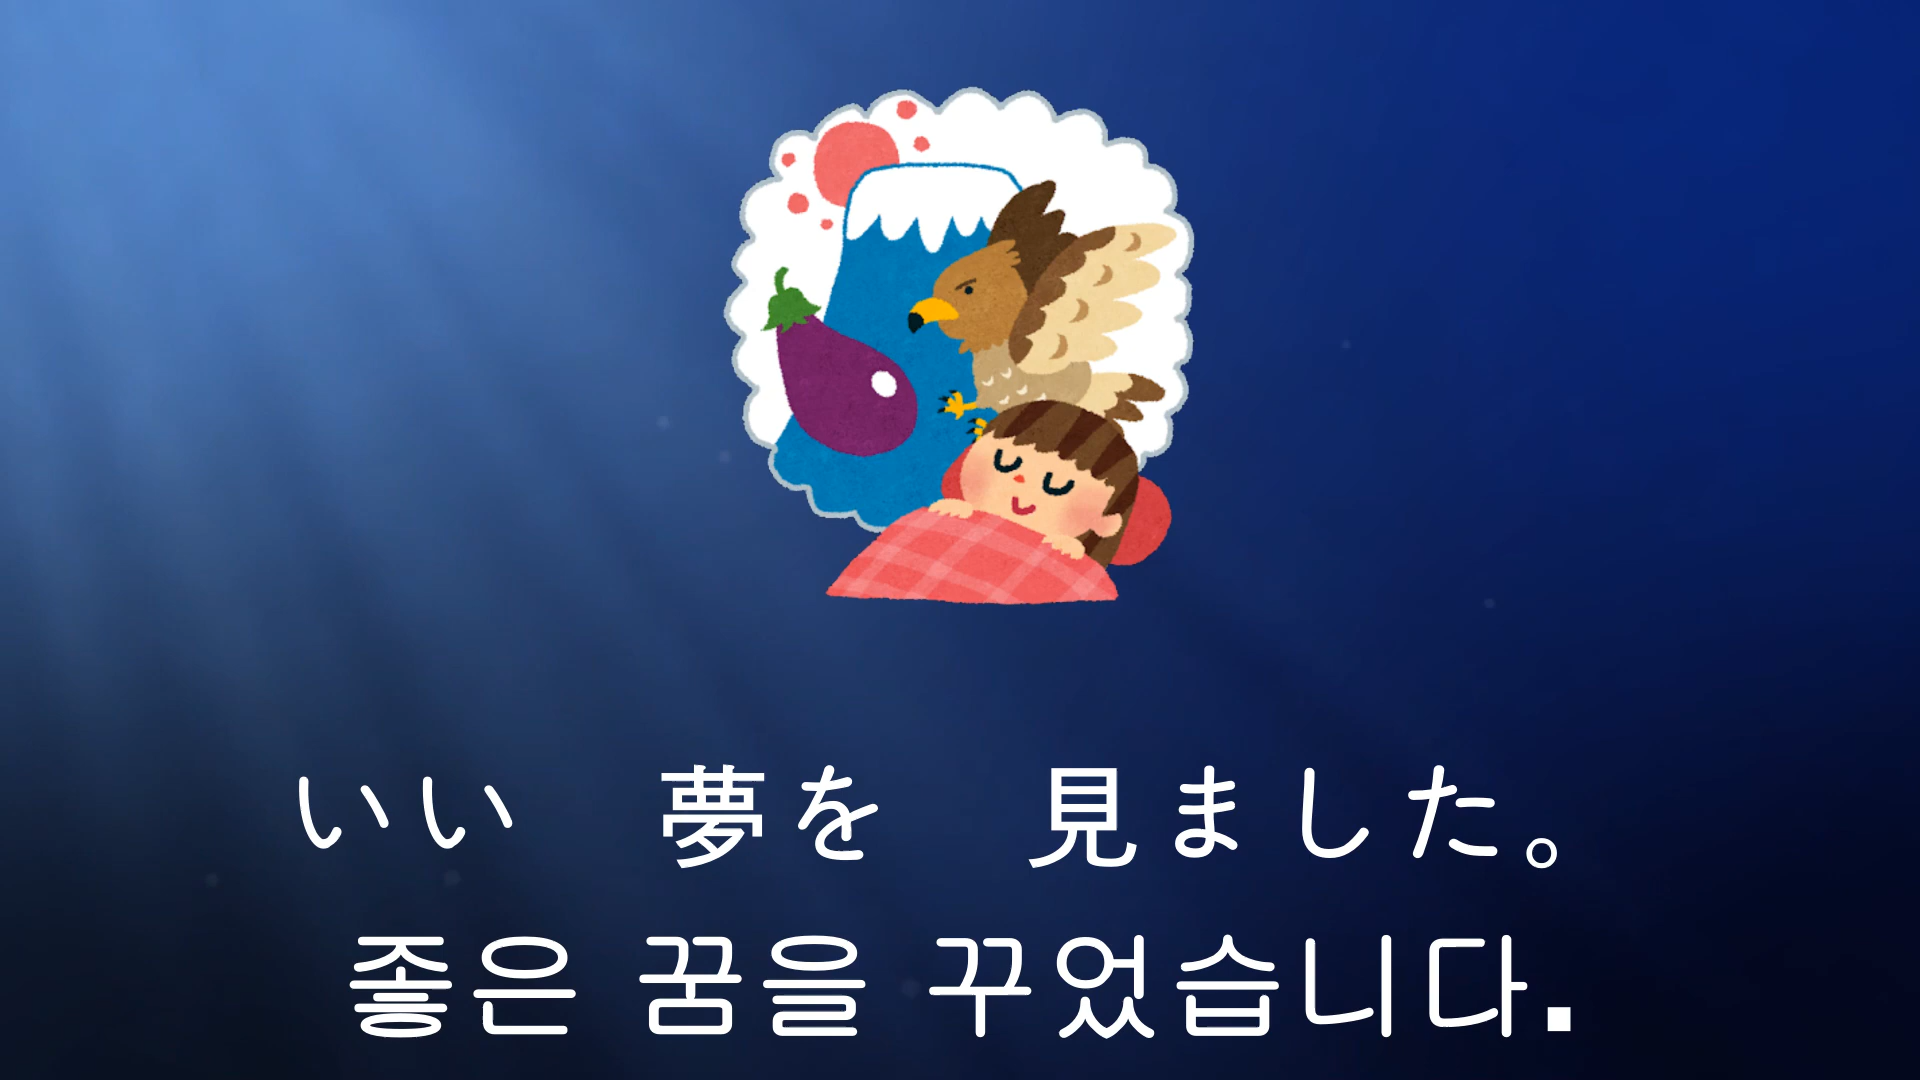 いい　夢を　見ました。
좋은 꿈을 꾸었습니다.